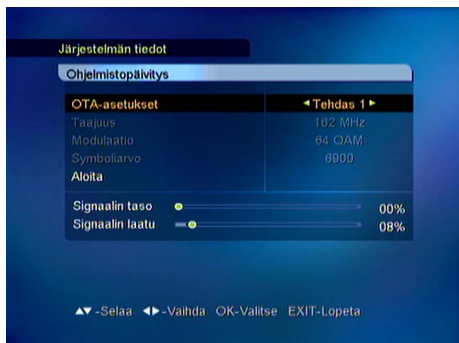 Järjestelmän tiedot
Ohjelmistopäivitys
OTA-asetukset ◄ Tehdas 1 ►
Taajuus 162 MHz
Modulaatio 64 QAM
Symboliarvo 6900
Aloita
Signaalin taso 00%
Signaalin laatu 08%
▲▼ -Selaa ◄► -Vaihda OK-Valitse EXIT-Lopeta